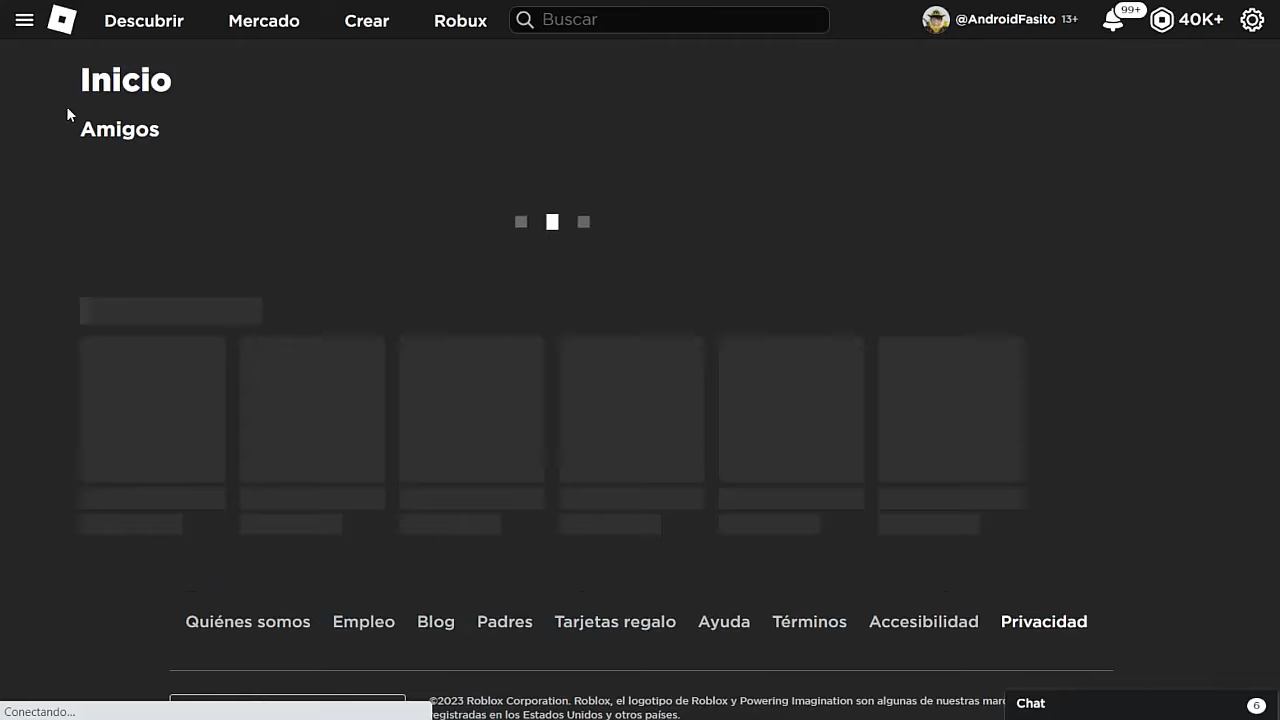 Descubrir Mercado Crear Robux Buscar @AndroidFasito 13+ 99+ 40K+
Inicio
Amigos
Quiénes somos Empleo Blog Padres Tarjetas regalo Ayuda Términos Accesibilidad Privacidad
©2023 Roblox Corporation. Roblox, el logotipo de Roblox y Powering Imagination son algunas de nuestras
registradas en los Estados Unidos y otros países.
Chat 6
Conectando...